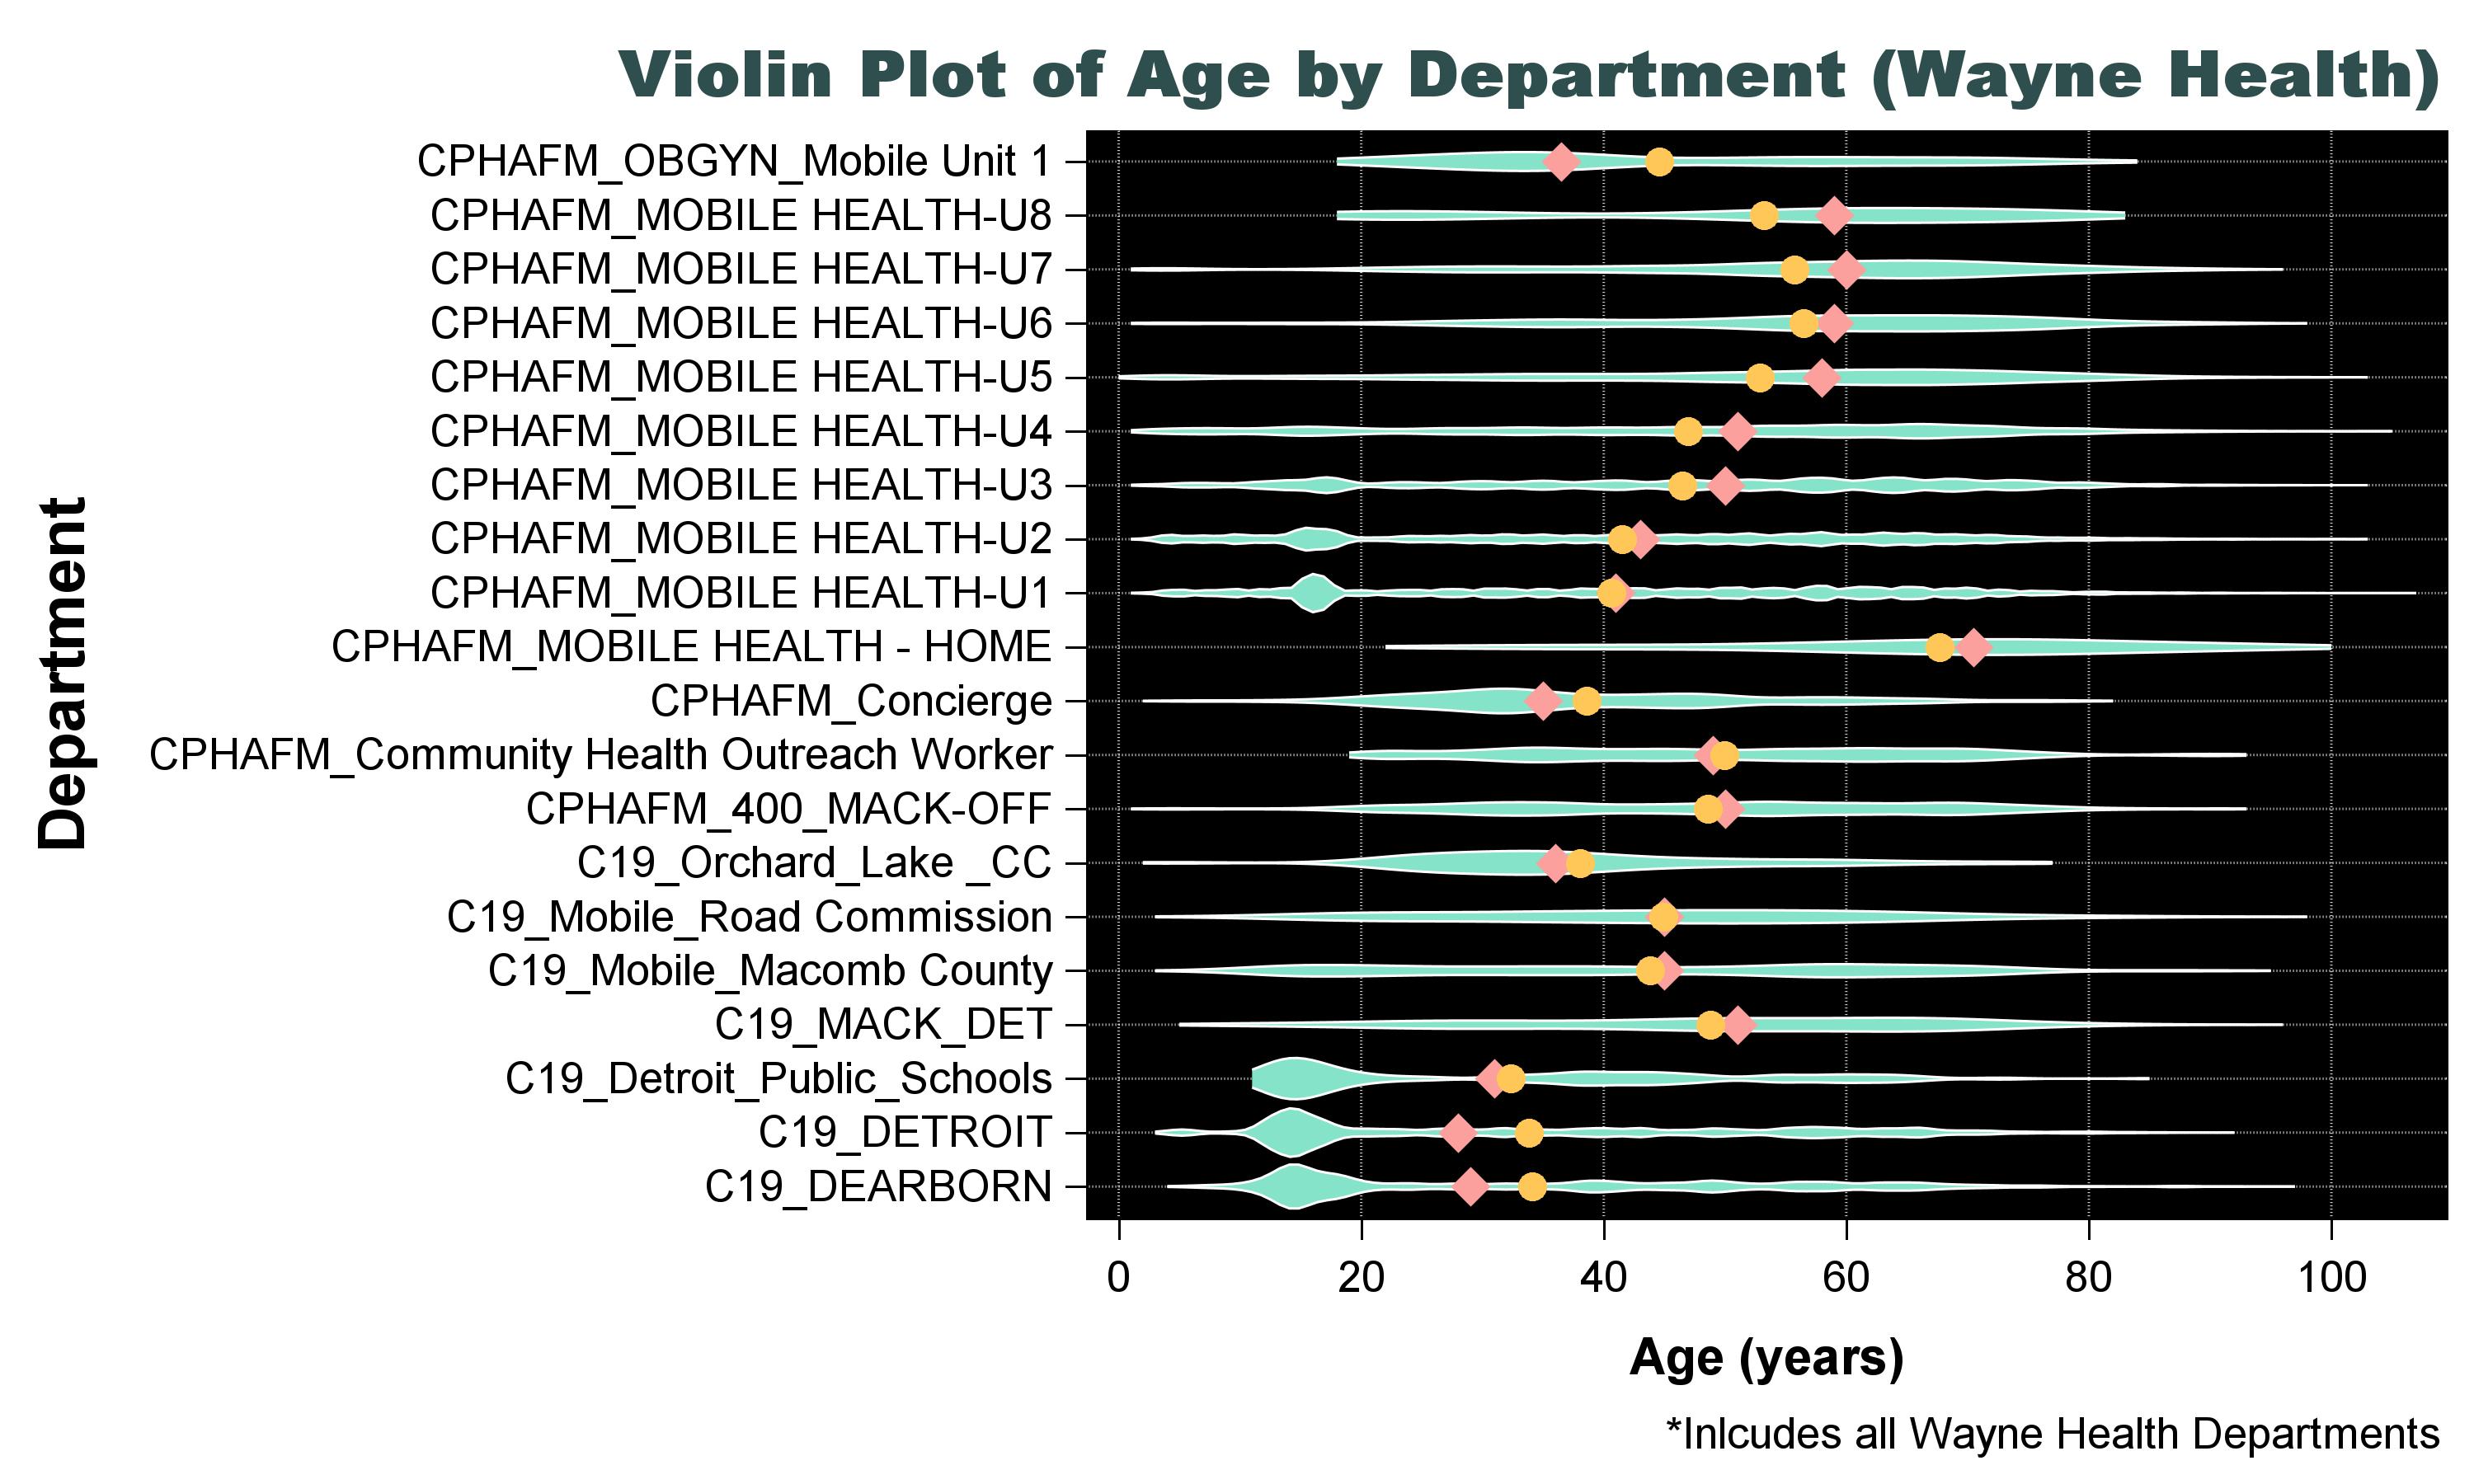 Violin Plot of Age by Department (Wayne Health)
Department
CPHAFM_OBGYN_Mobile Unit 1
CPHAFM_MOBILE HEALTH-U8
CPHAFM_MOBILE HEALTH-U7
CPHAFM_MOBILE HEALTH-U6
CPHAFM_MOBILE HEALTH-U5
CPHAFM_MOBILE HEALTH-U4
CPHAFM_MOBILE HEALTH-U3
CPHAFM_MOBILE HEALTH-U2
CPHAFM_MOBILE HEALTH-U1
CPHAFM_MOBILE HEALTH - HOME
CPHAFM_Concierge
CPHAFM_Community Health Outreach Worker
CPHAFM_400_MACK-OFF
C19_Orchard_Lake _CC
C19_Mobile_Road Commission
C19_Mobile_Macomb County
C19_MACK_DET
C19_Detroit_Public_Schools
C19_DETROIT
C19_DEARBORN
0 20 40 60 80 100
Age (years)
*Inlcudes all Wayne Health Departments